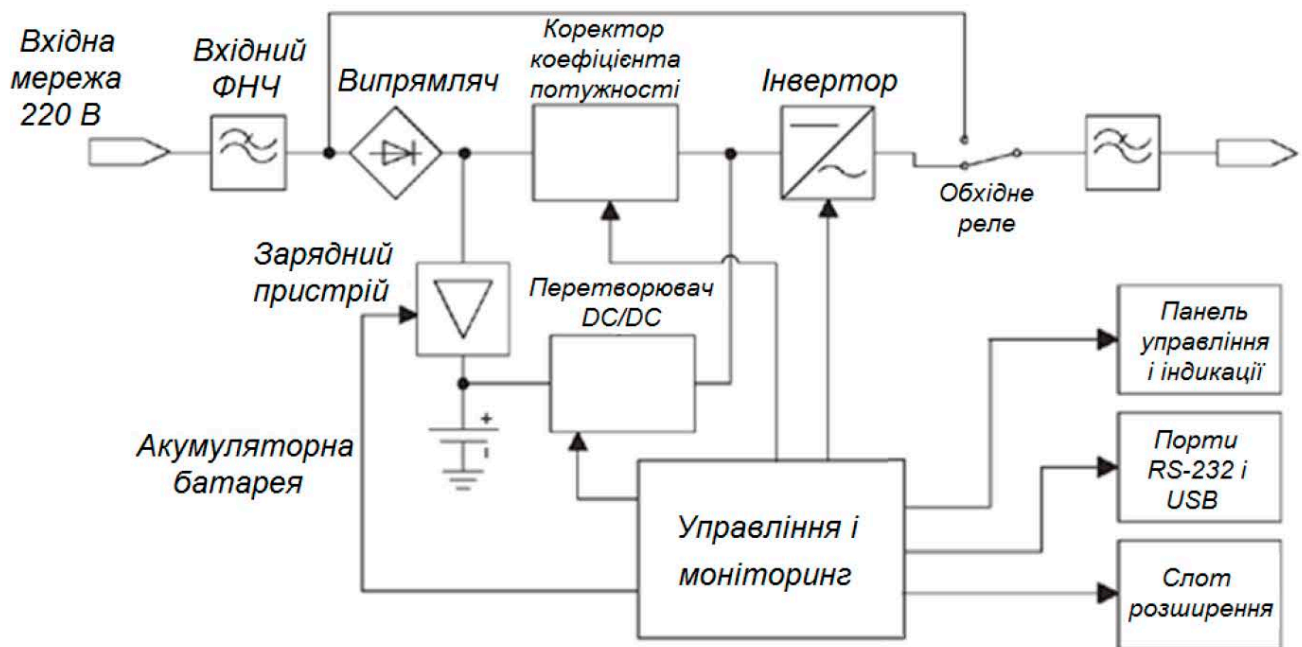 Вхідна
мережа
220 В
Вхідний
ФНЧ
Випрямляч
Коректор
коефіцієнта
потужності
Інвертор
Обхідне
реле
Зарядний
пристрій
Перетворювач
DC/DC
Панель
управління
і індикації
+
-
Акумуляторна
батарея
Порти
RS-232 і
USB
Управління і
моніторинг
Слот
розширення